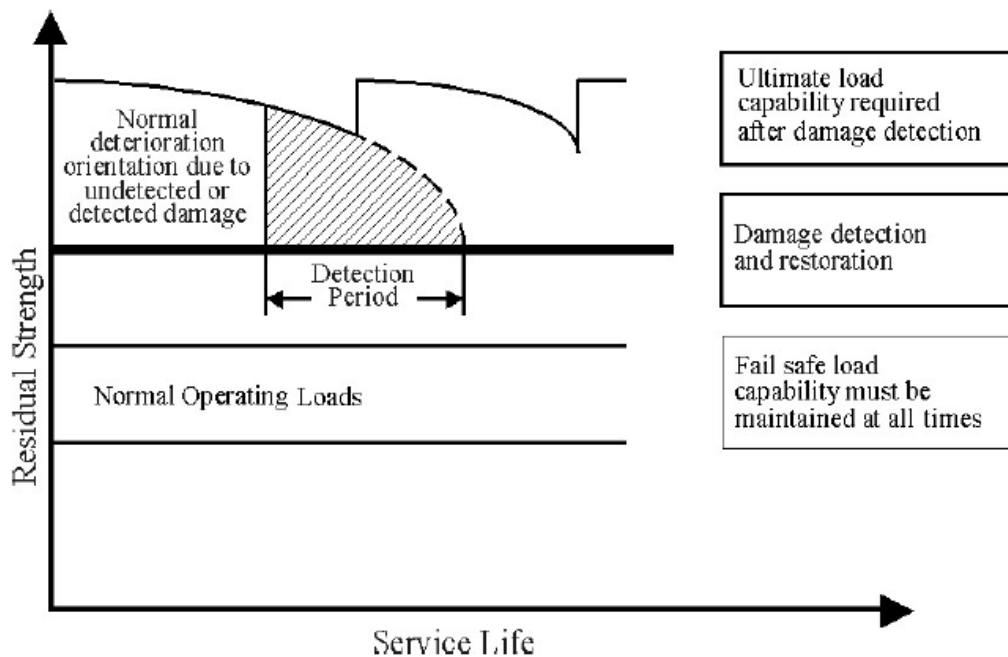 Normal
deterioration
orientation due to
undetected or
detected damage
Detection
Period
Normal Operating Loads
Residual Strength
Service Life
Ultimate load
capability required
after damage detection
Damage detection
and restoration
Fail safe load
capability must be
maintained at all times